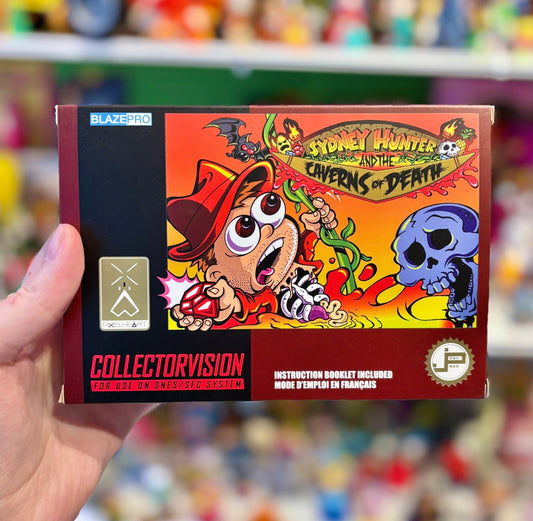 BLAZEPRO
SYDNEY HUNTER
AND THE
CAVERNS OF DEATH
PIXELHEART
COLLECTORVISION
FOR USE ON SNES/SFC SYSTEM
INSTRUCTION BOOKLET INCLUDED
MODE D'EMPLOI EN FRANÇAIS